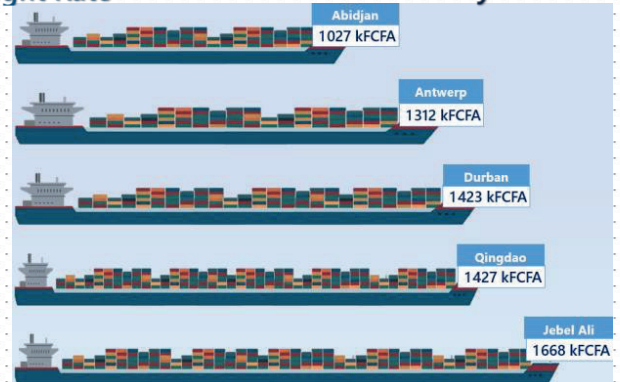 Abidjan
1027 kFCFA
Antwerp
1312 kFCFA
Durban
1423 kFCFA
Qingdao
1427 kFCFA
Jebel Ali
1668 kFCFA